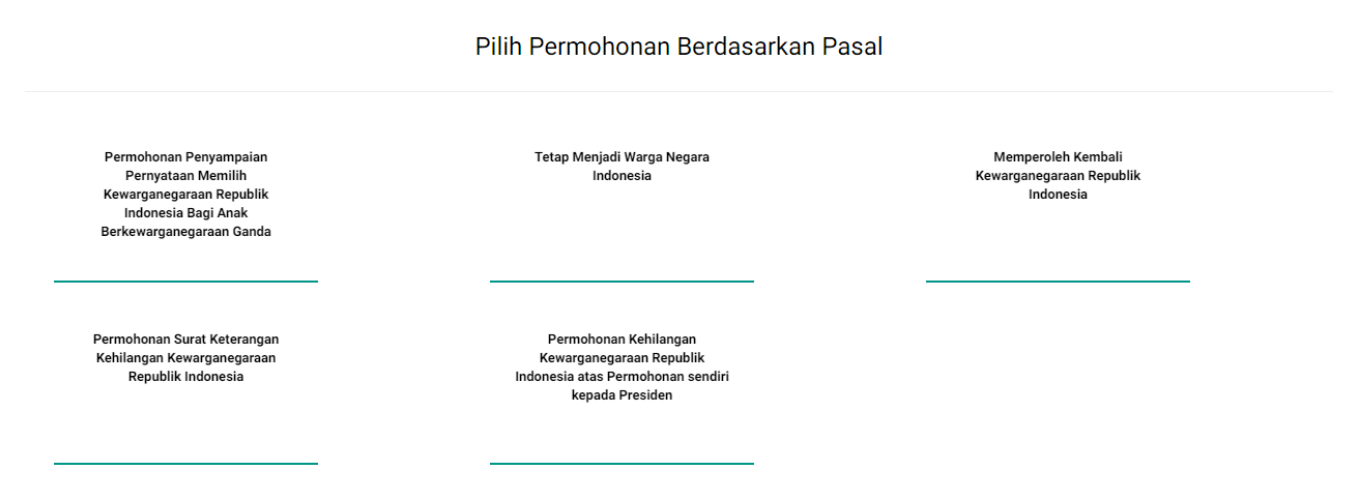 Pilih Permohonan Berdasarkan Pasal
Permohonan Penyampaian
Pernyataan Memilih
Kewarganegaraan Republik
Indonesia Bagi Anak
Berkewarganegaraan Ganda
Tetap Menjadi Warga Negara
Indonesia
Memperoleh Kembali
Kewarganegaraan Republik
Indonesia
Permohonan Surat Keterangan
Kehilangan Kewarganegaraan
Republik Indonesia
Permohonan Kehilangan
Kewarganegaraan Republik
Indonesia atas Permohonan sendiri
kepada Presiden